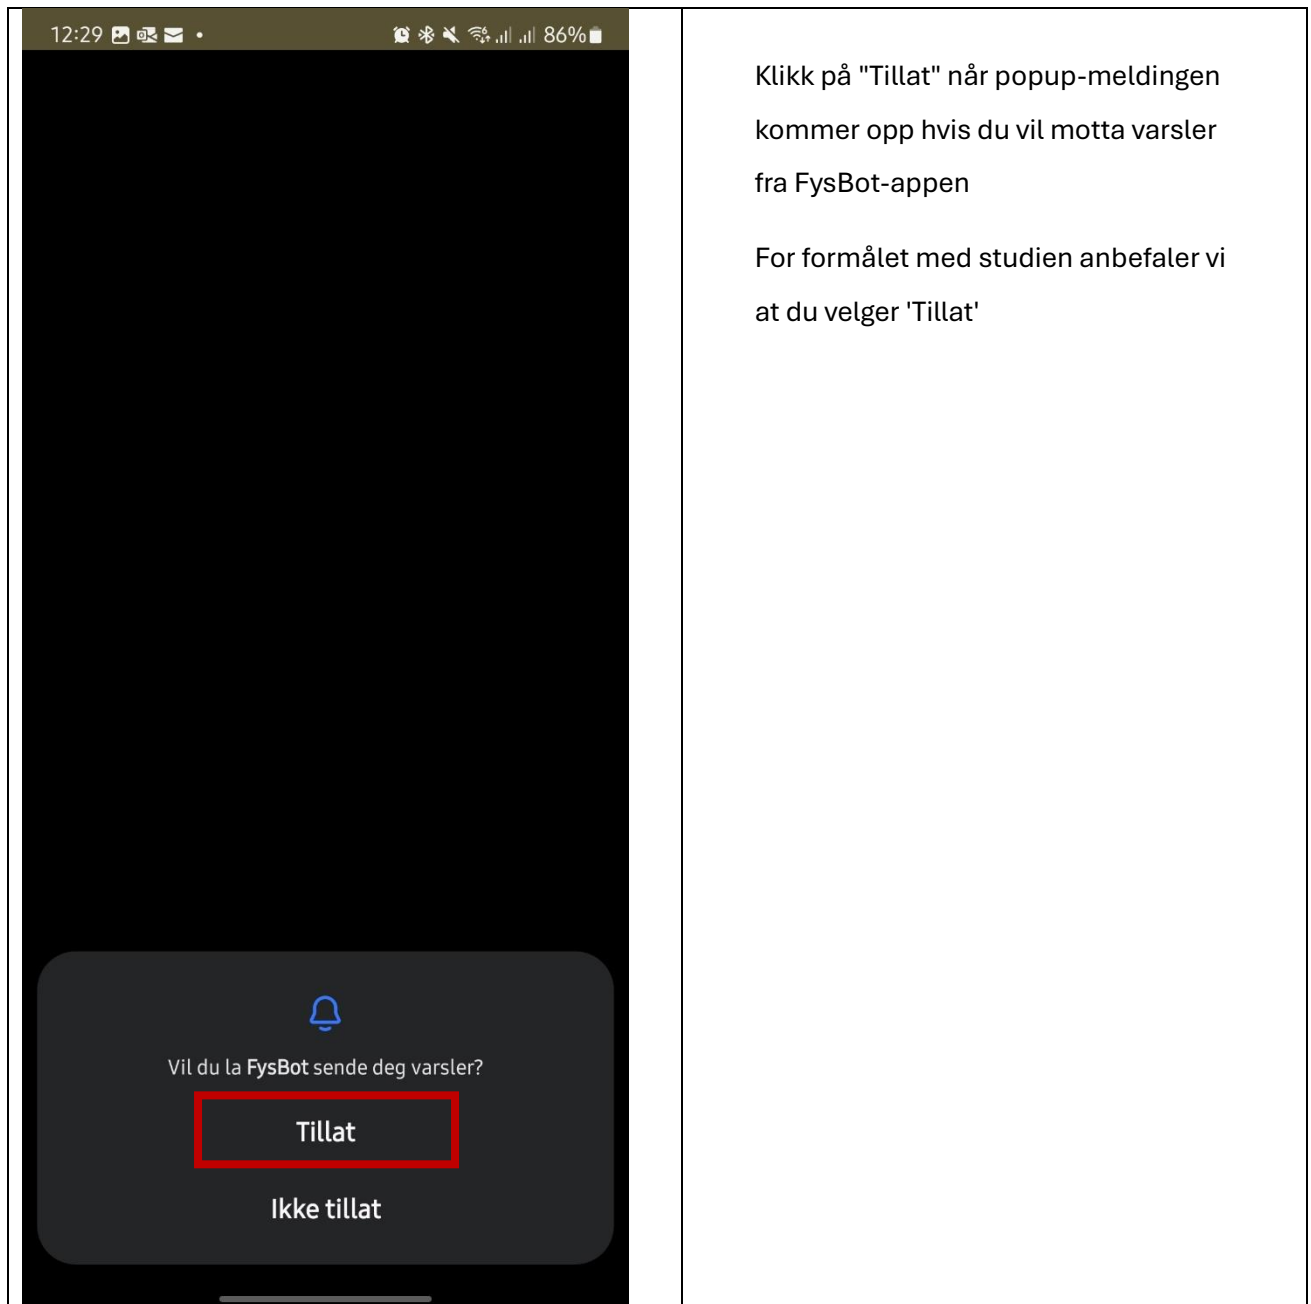 12:29
86%
Vil du la FysBot sende deg varsler?
Tillat
Ikke tillat
Klikk på "Tillat" når popup-meldingen
kommer opp hvis du vil motta varsler
fra FysBot-appen
For formålet med studien anbefaler vi
at du velger 'Tillat'